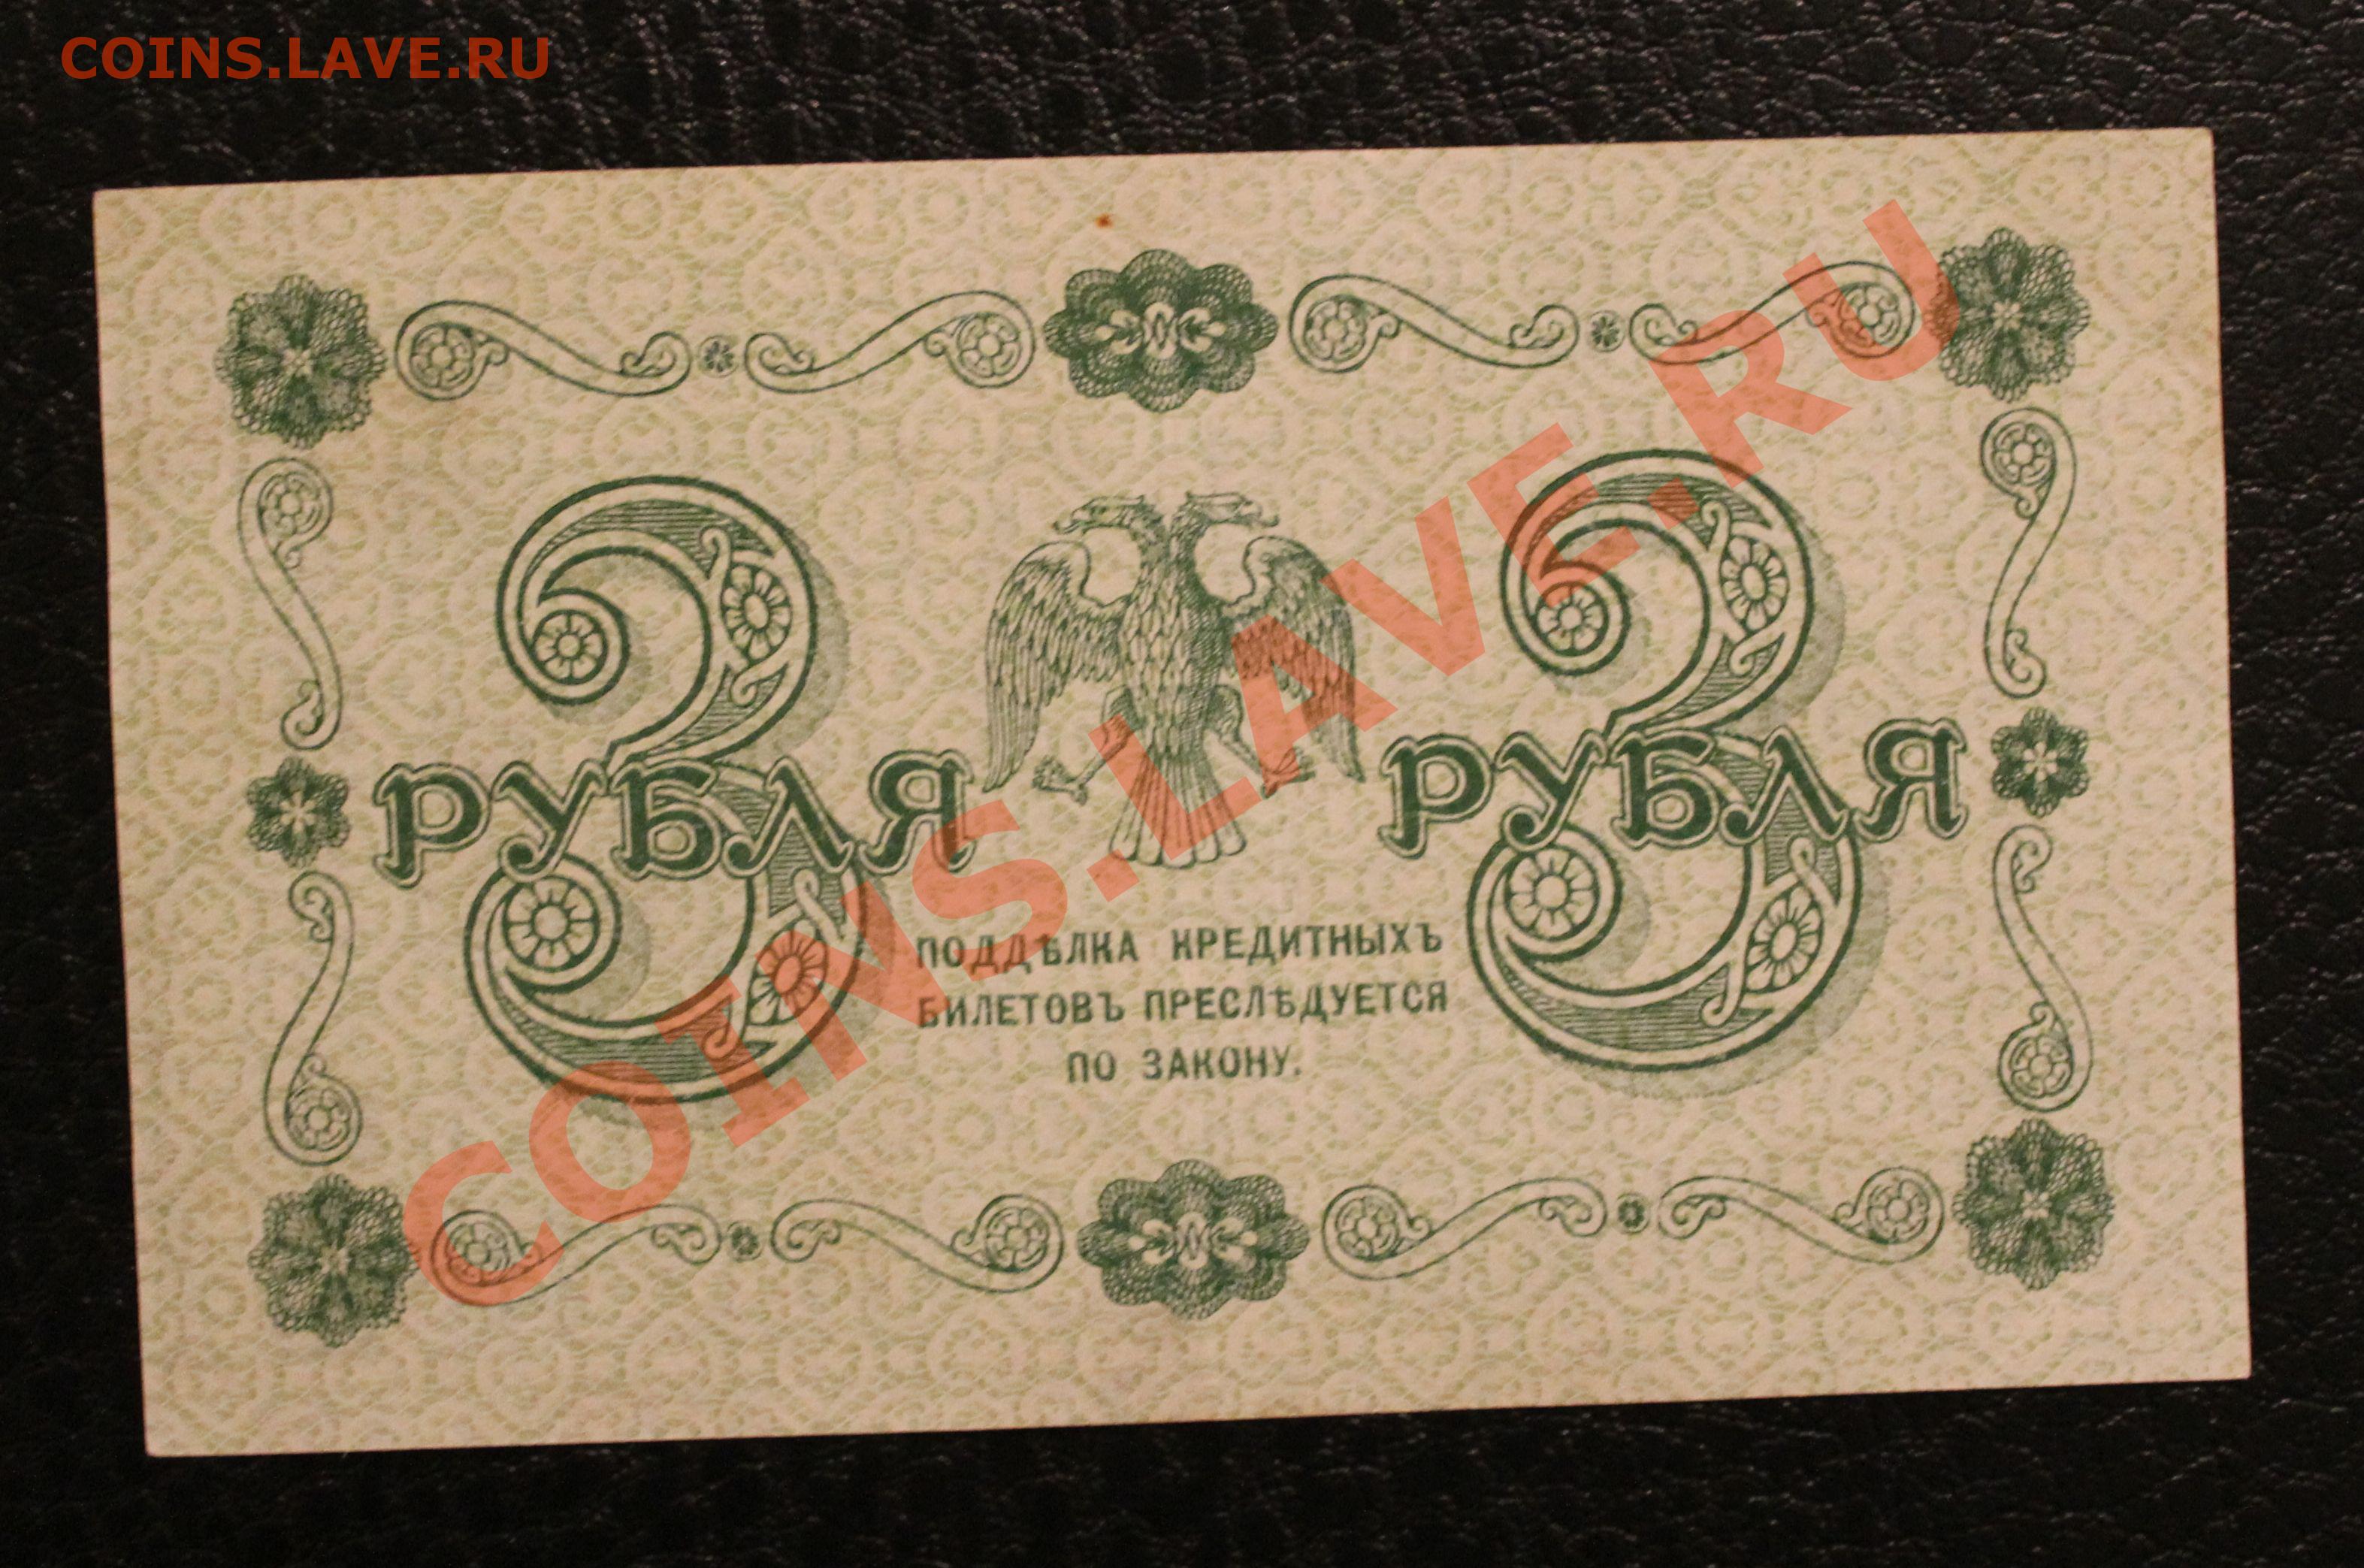 COINS.LAVE.RU
3 3
РУБЛЯ РУБЛЯ
ПОДДѢЛКА КРЕДИТНЫХЪ
БИЛЕТОВЪ ПРЕСЛѢДУЕТСЯ
ПО ЗАКОНУ.
COINS.LAVE.RU